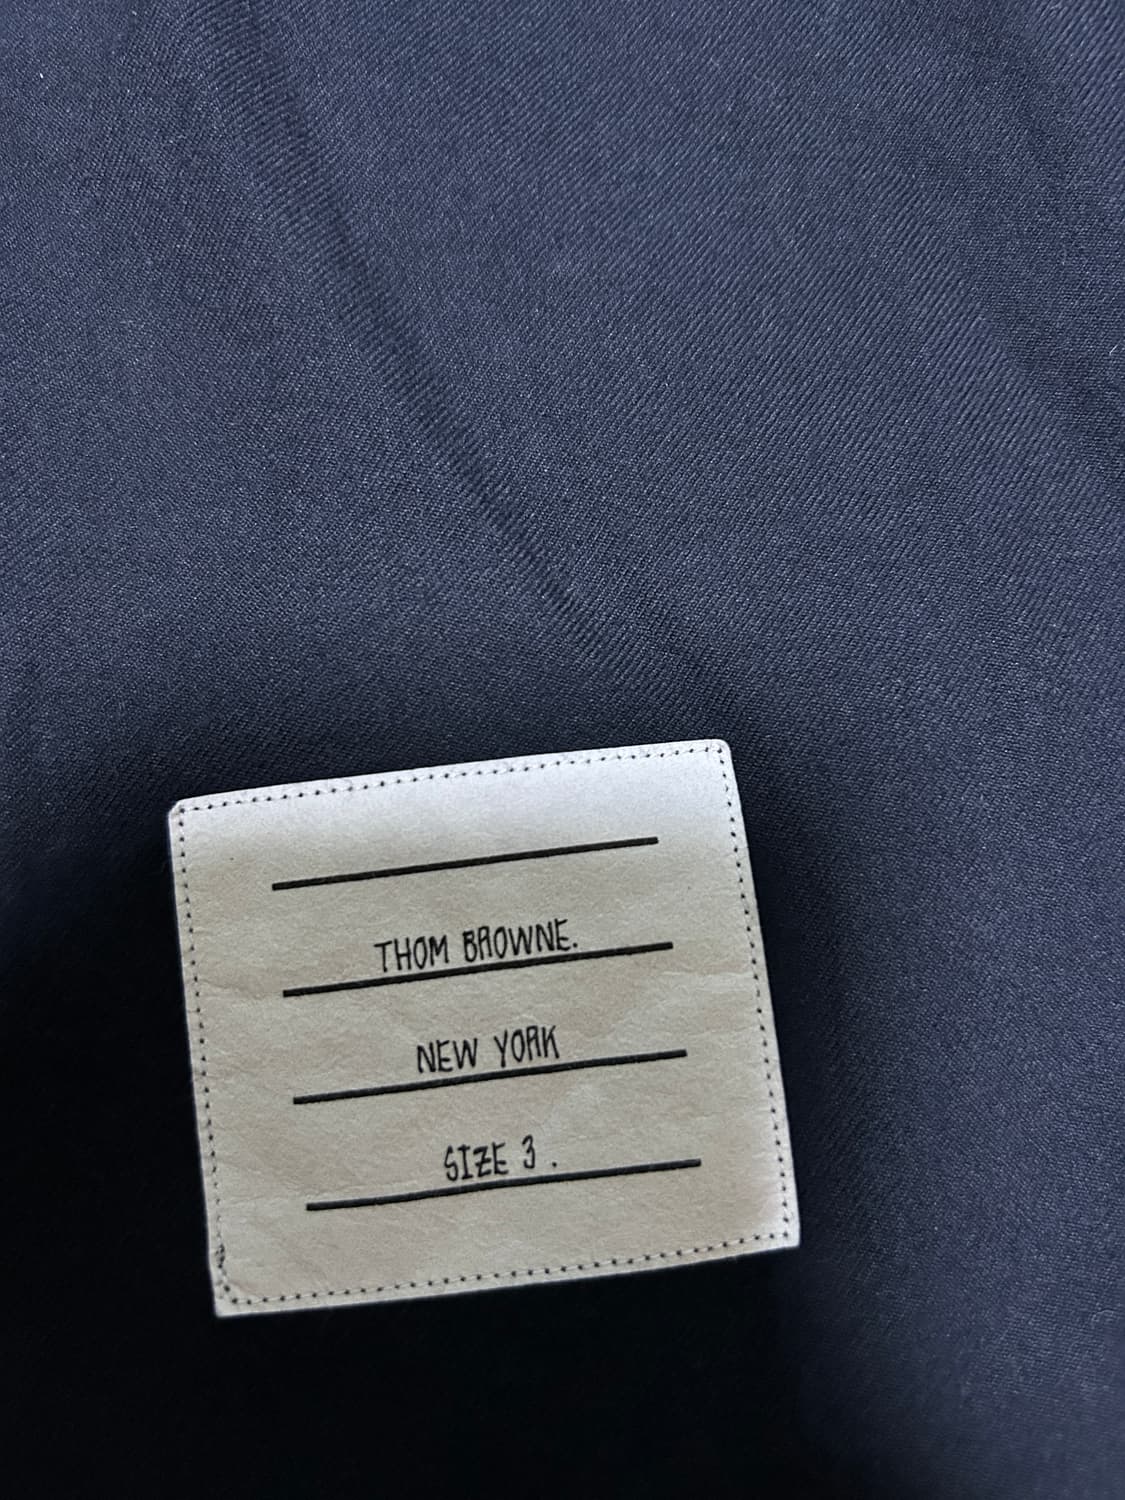 THOM BROWNE.
NEW YORK
SIZE 3 .